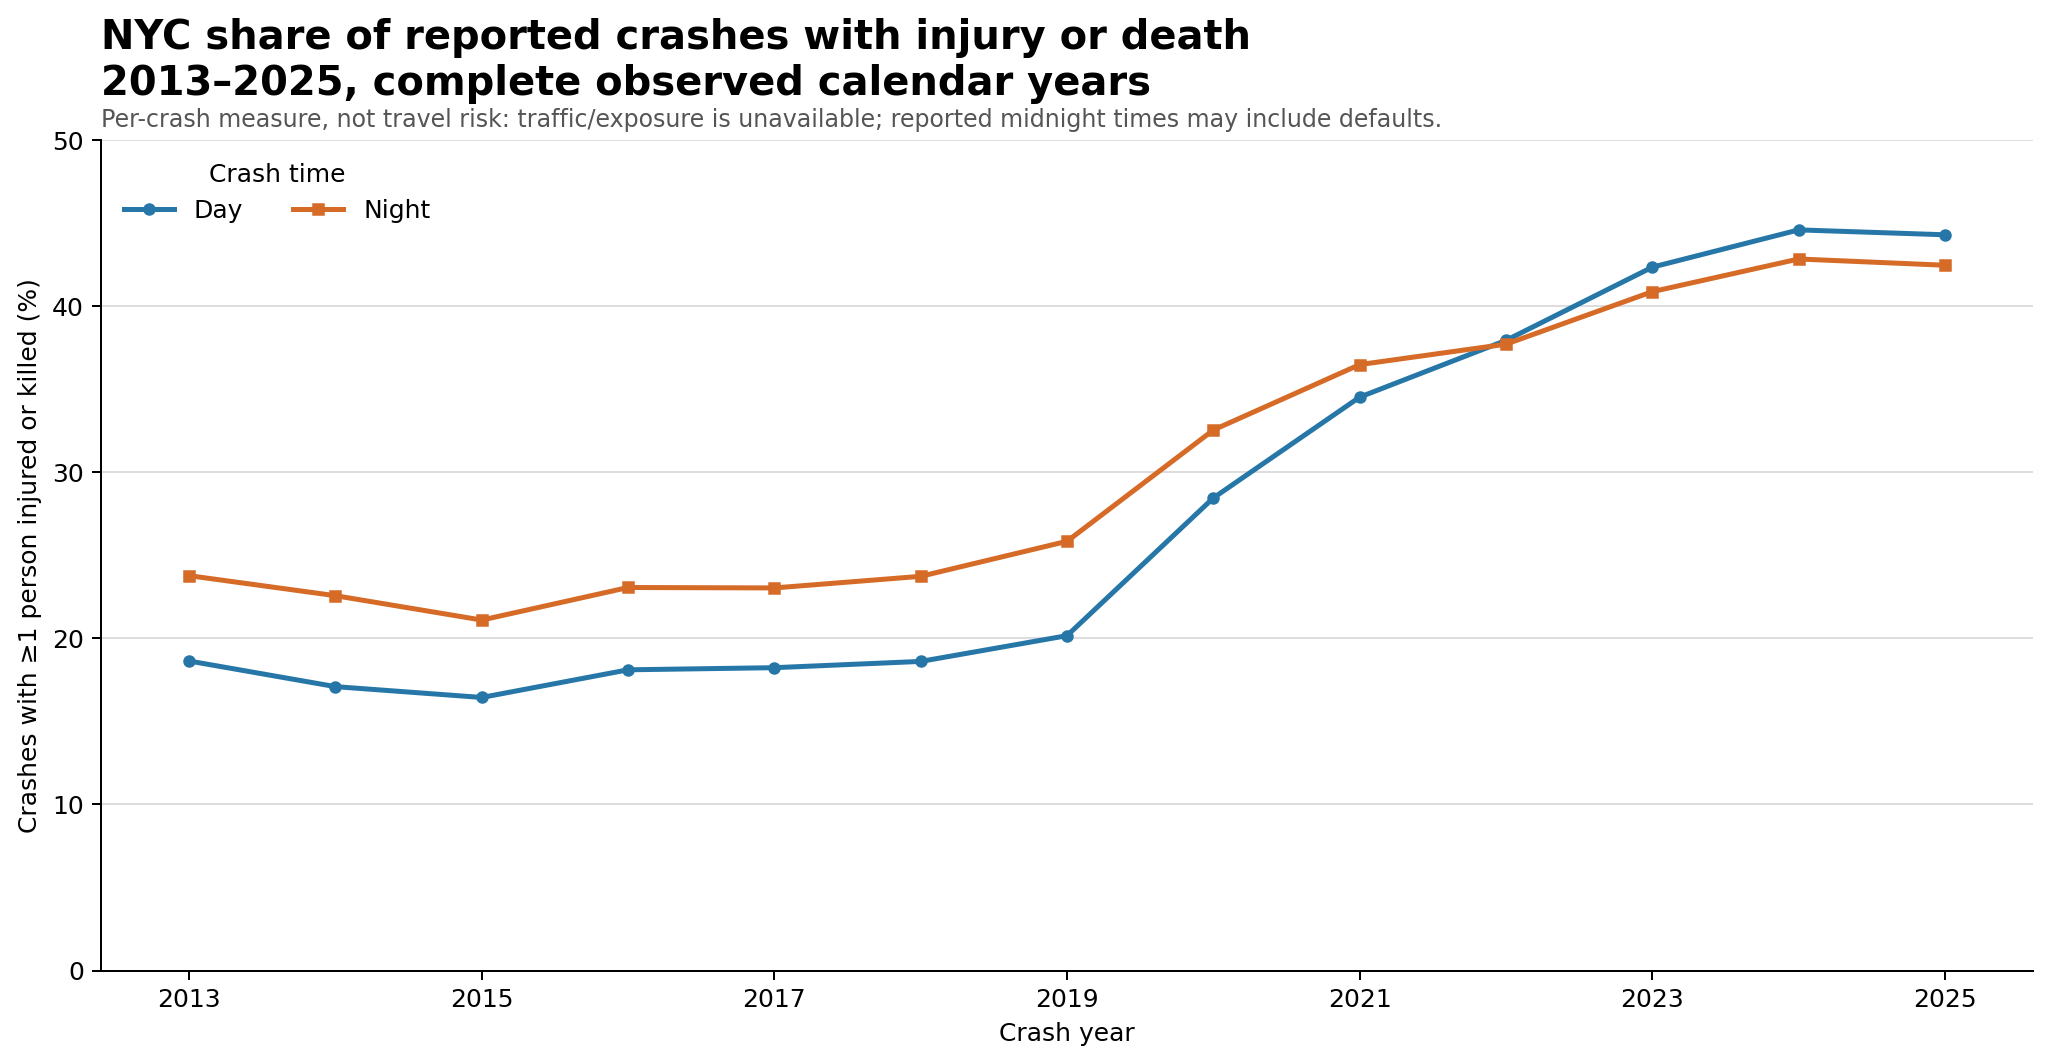 NYC share of reported crashes with injury or death
2013–2025, complete observed calendar years
Per-crash measure, not travel risk: traffic/exposure is unavailable; reported midnight times may include defaults.
Crash time
Day
Night
Crashes with ≥1 person injured or killed (%)
50
40
30
20
10
0
2013
2015
2017
2019
2021
2023
2025
Crash year